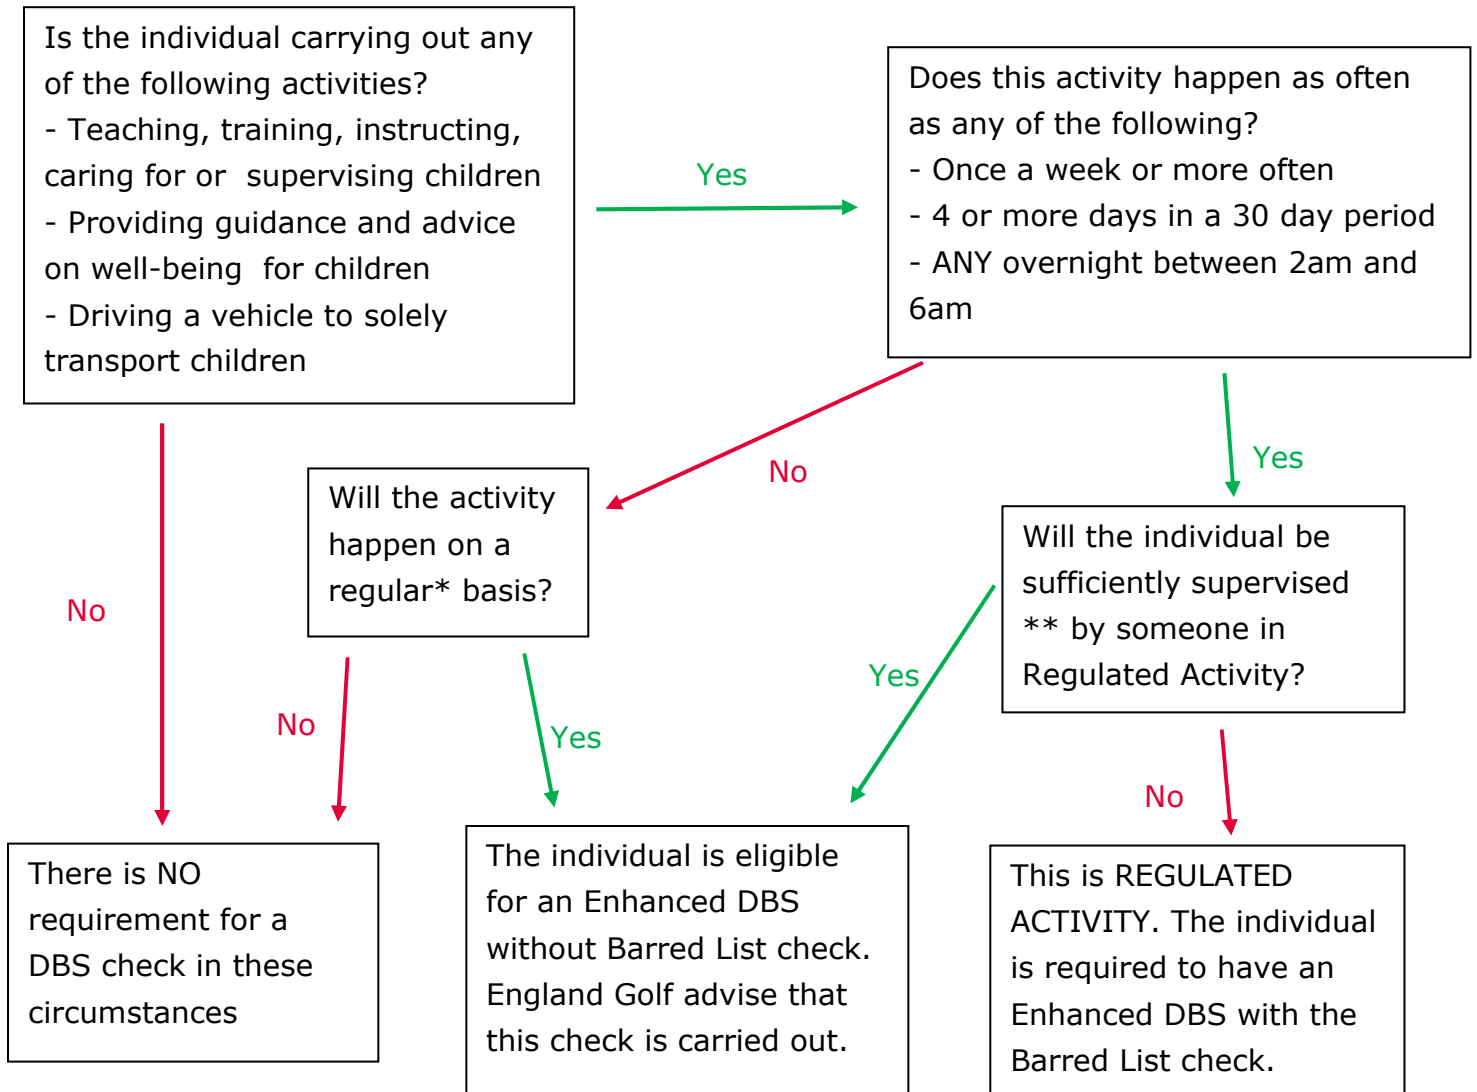 Is the individual carrying out any
of the following activities?
- Teaching, training, instructing,
caring for or  supervising children
- Providing guidance and advice
on well-being  for children
- Driving a vehicle to solely
transport children
Yes
Does this activity happen as often
as any of the following?
- Once a week or more often
- 4 or more days in a 30 day period
- ANY overnight between 2am and
6am
No
Yes
Will the activity
happen on a
regular* basis?
Will the individual be
sufficiently supervised
** by someone in
Regulated Activity?
No
No
Yes
Yes
No
There is NO
requirement for a
DBS check in these
circumstances
The individual is eligible
for an Enhanced DBS
without Barred List check.
England Golf advise that
this check is carried out.
This is REGULATED
ACTIVITY. The individual
is required to have an
Enhanced DBS with the
Barred List check.